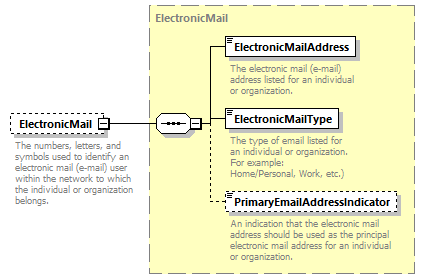 ElectronicMail
ElectronicMailAddress
The electronic mail (e-mail)
address listed for an individual
or organization.
ElectronicMail
The numbers, letters, and
symbols used to identify an
electronic mail (e-mail) user
within the network to which
the individual or organization
belongs.
ElectronicMailType
The type of email listed for
an individual or organization.
For example:
Home/Personal, Work, etc.)
PrimaryEmailAddressIndicator
An indication that the electronic mail
address should be used as the principal
electronic mail address for an individual
or organization.